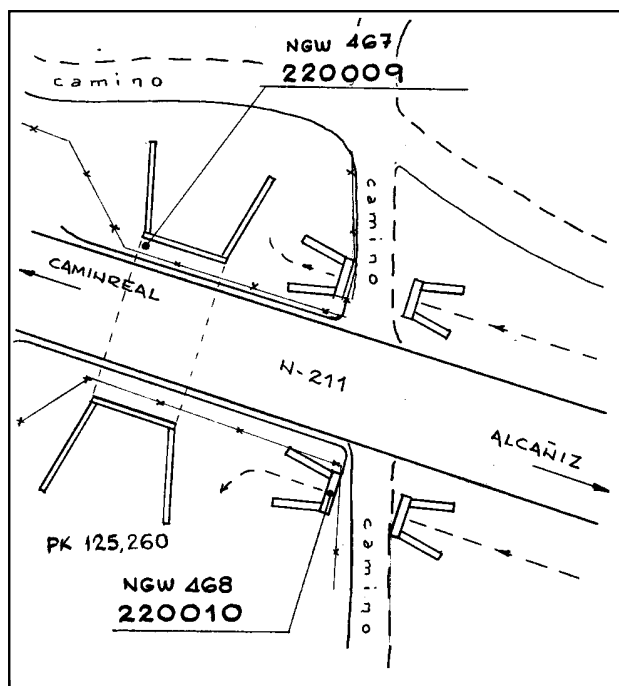 NGW 467
220009
camino
camino
CAMINREAL
N-211
ALCAÑIZ
PK 125,260
NGW 468
220010
camino